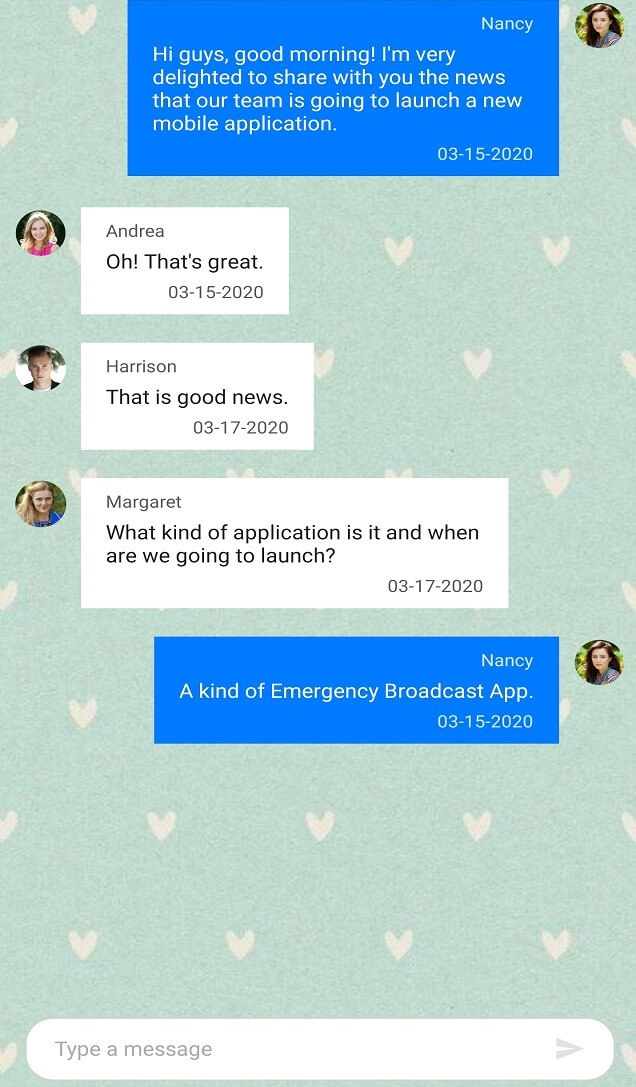 Nancy
Hi guys, good morning! I'm very
delighted to share with you the news
that our team is going to launch a new
mobile application.
03-15-2020
Andrea
Oh! That's great.
03-15-2020
Harrison
That is good news.
03-17-2020
Margaret
What kind of application is it and when
are we going to launch?
03-17-2020
Nancy
A kind of Emergency Broadcast App.
03-15-2020
Type a message